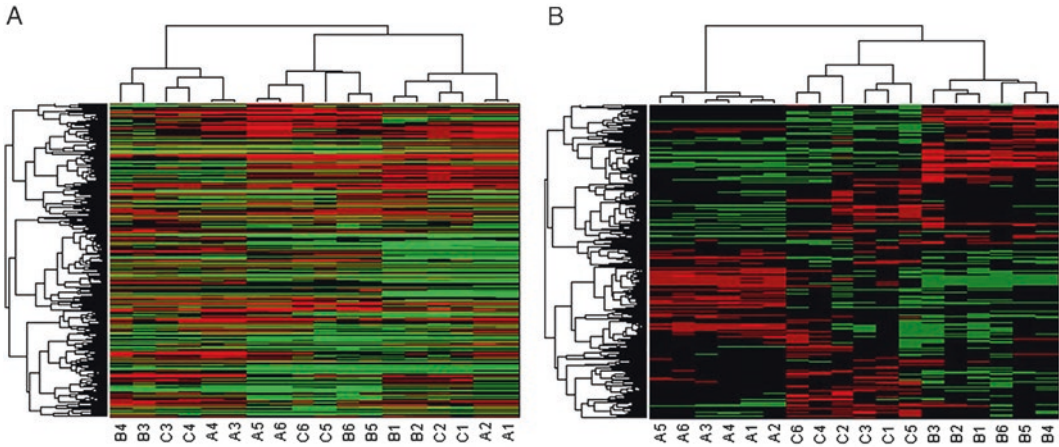 A
B
B4 B3 C3 C4 A4 A3 A5 A6 C6 C5 B6 B5 B1 B2 C2 C1 A2 A1
A5 A6 A3 A4 A1 A2 C6 C4 C2 C3 C1 C5 B3 B2 B1 B6 B5 B4